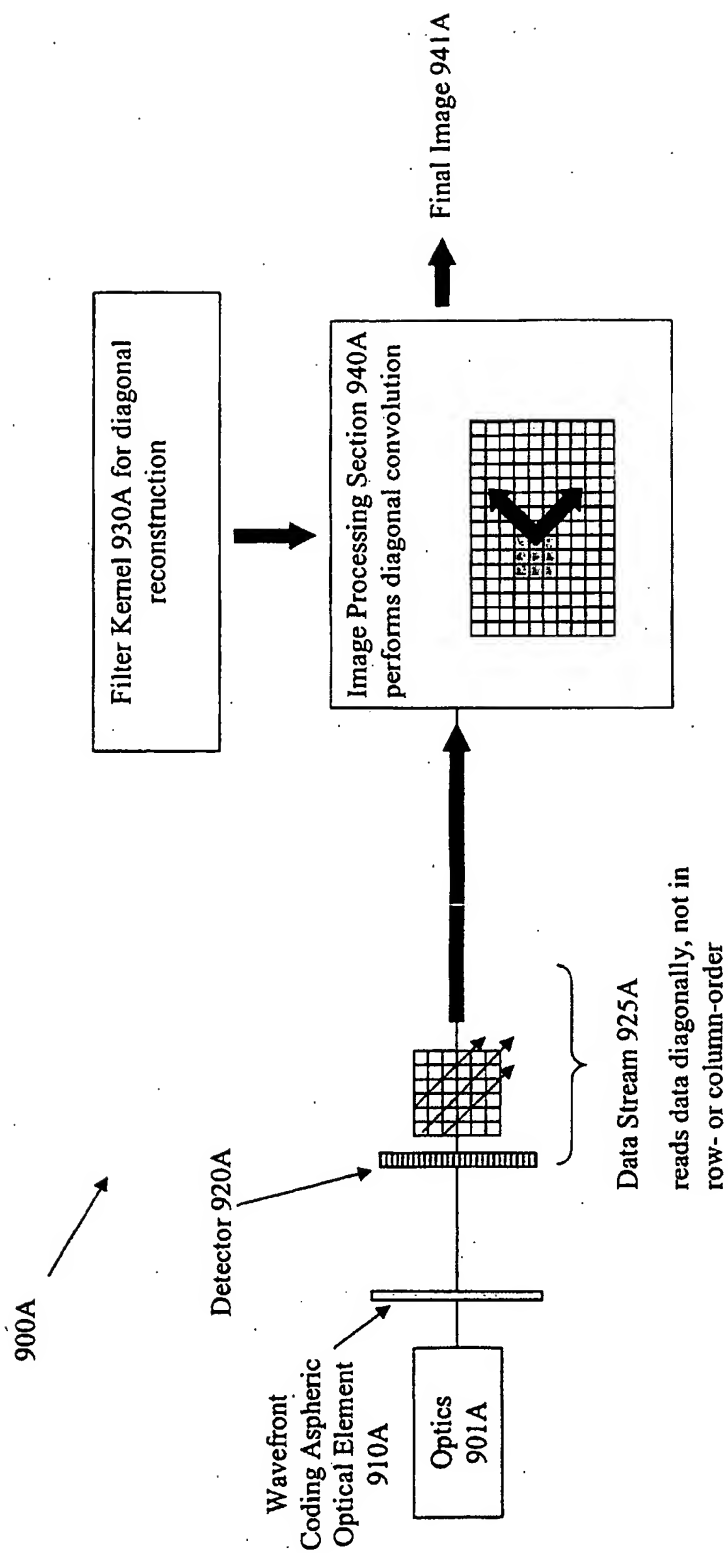 900A
Filter Kernel 930A for diagonal
reconstruction
Detector 920A
Wavefront
Coding Aspheric
Optical Element
910A
Optics
901A
Image Processing Section 940A
performs diagonal convolution
Final Image 941A
Data Stream 925A
reads data diagonally, not in
row- or column-order